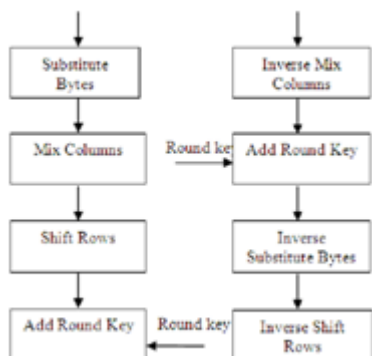 Substitute
Bytes
Mix Columns
Shift Rows
Add Round Key
Round key
Inverse Mix
Columns
Round key
Add Round Key
Inverse
Substitute Bytes
Inverse Shift
Rows